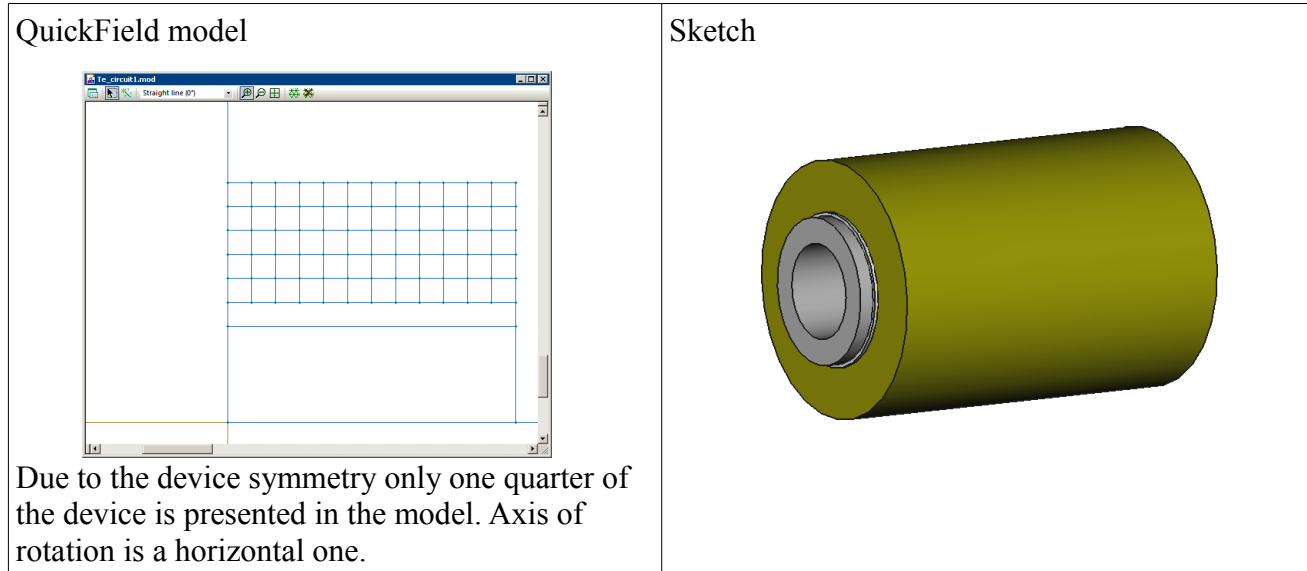 QuickField model
Te_circuit1.mod
Straight line (0°)
Due to the device symmetry only one quarter of
the device is presented in the model. Axis of
rotation is a horizontal one.
Sketch